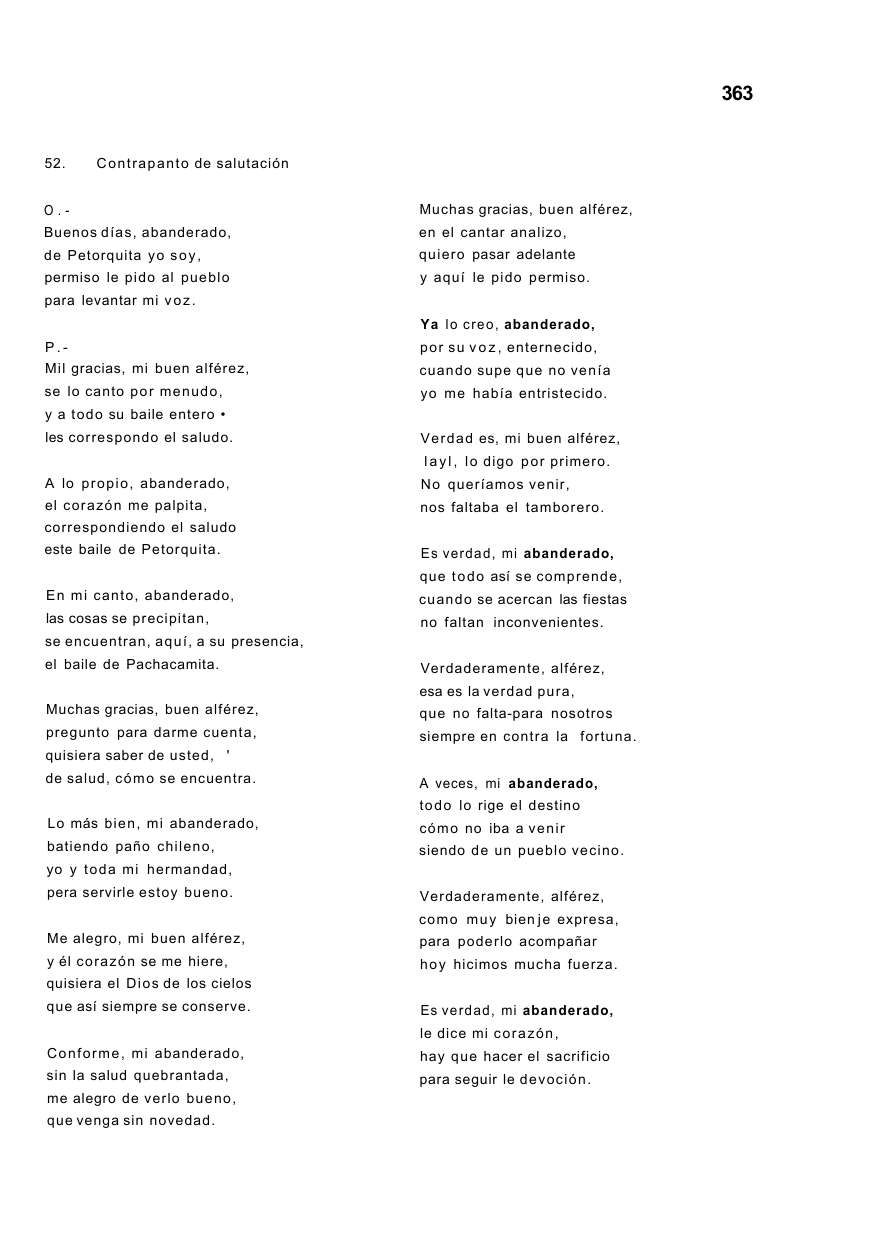 363
52. Contrapanto de salutación
O.-
Buenos días, abanderado,
de Petorquita yo soy,
permiso le pido al pueblo
para levantar mi voz.
P.-
Mil gracias, mi buen alférez,
se lo canto por menudo,
y a todo su baile entero •
les correspondo el saludo.
A lo propio, abanderado,
el corazón me palpita,
correspondiendo el saludo
este baile de Petorquita.
En mi canto, abanderado,
las cosas se precipitan,
se encuentran, aquí, a su presencia,
el baile de Pachacamita.
Muchas gracias, buen alférez,
pregunto para darme cuenta,
quisiera saber de usted, '
de salud, cómo se encuentra.
Lo más bien, mi abanderado,
batiendo paño chileno,
yo y toda mi hermandad,
pera servirle estoy bueno.
Me alegro, mi buen alférez,
y él corazón se me hiere,
quisiera el Dios de los cielos
que así siempre se conserve.
Conforme, mi abanderado,
sin la salud quebrantada,
me alegro de verlo bueno,
que venga sin novedad.
Muchas gracias, buen alférez,
en el cantar analizo,
quiero pasar adelante
y aquí le pido permiso.
Ya lo creo, abanderado,
por su voz, enternecido,
cuando supe que no venía
yo me había entristecido.
Verdad es, mi buen alférez,
layl, lo digo por primero.
No queríamos venir,
nos faltaba el tamborero.
Es verdad, mi abanderado,
que todo así se comprende,
cuando se acercan las fiestas
no faltan inconvenientes.
Verdaderamente, alférez,
esa es la verdad pura,
que no falta-para nosotros
siempre en contra la fortuna.
A veces, mi abanderado,
todo lo rige el destino
cómo no iba a venir
siendo de un pueblo vecino.
Verdaderamente, alférez,
como muy bien je expresa,
para poderlo acompañar
hoy hicimos mucha fuerza.
Es verdad, mi abanderado,
le dice mi corazón,
hay que hacer el sacrificio
para seguir le devoción.